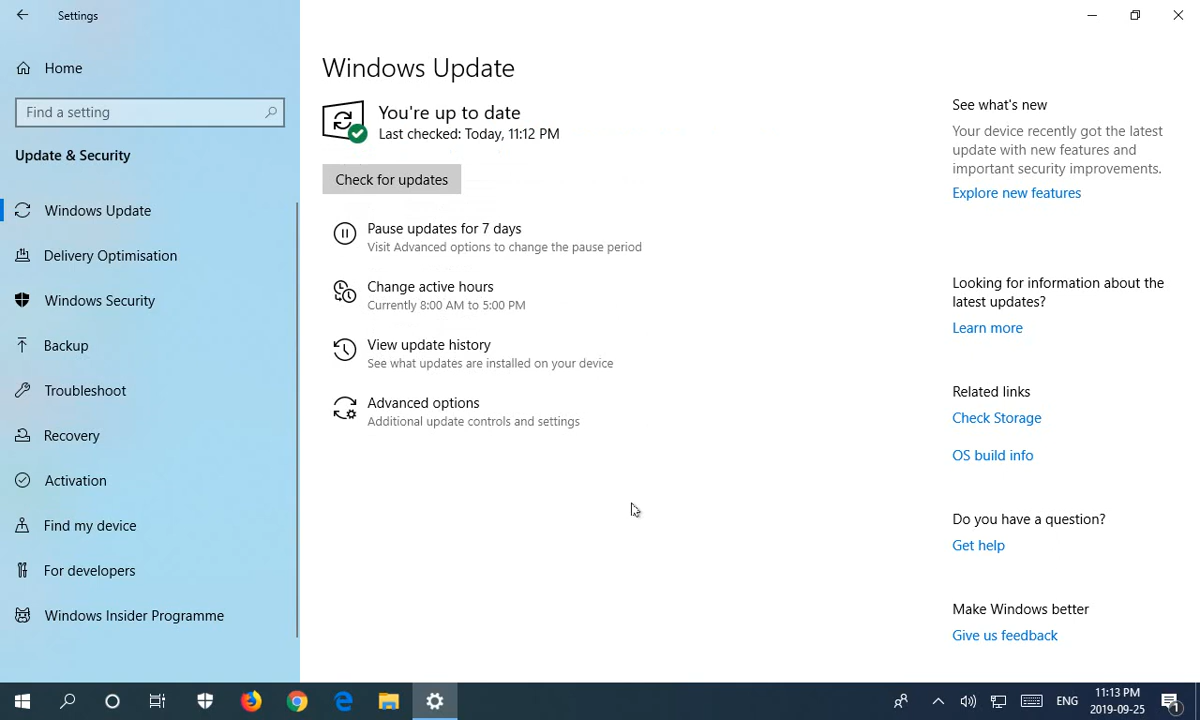 Settings
Home
Find a setting
Update & Security
Windows Update
Delivery Optimisation
Windows Security
Backup
Troubleshoot
Recovery
Activation
Find my device
For developers
Windows Insider Programme
Windows Update
You're up to date
Last checked: Today, 11:12 PM
Check for updates
Pause updates for 7 days
Visit Advanced options to change the pause period
Change active hours
Currently 8:00 AM to 5:00 PM
View update history
See what updates are installed on your device
Advanced options
Additional update controls and settings
See what's new
Your device recently got the latest
update with new features and
important security improvements.
Explore new features
Looking for information about the
latest updates?
Learn more
Related links
Check Storage
OS build info
Do you have a question?
Get help
Make Windows better
Give us feedback
ENG
11:13 PM
2019-09-25
1